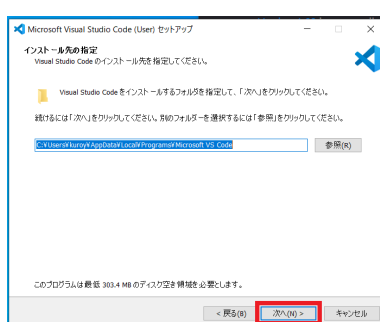 Microsoft Visual Studio Code (User) セットアップ
インストール先の指定
Visual Studio Code のインストール先を指定してください。
Visual Studio Code をインストールするフォルダを指定して、「次へ」をクリックしてください。
続けるには「次へ」をクリックしてください。別のフォルダーを選択するには「参照」をクリックしてください。
C:¥Users¥kuroy¥AppData¥Local¥Programs¥Microsoft VS Code
参照(R)
このプログラムは最低 303.4 MB のディスク空き領域を必要とします。
< 戻る(B)
次へ(N) >
キャンセル